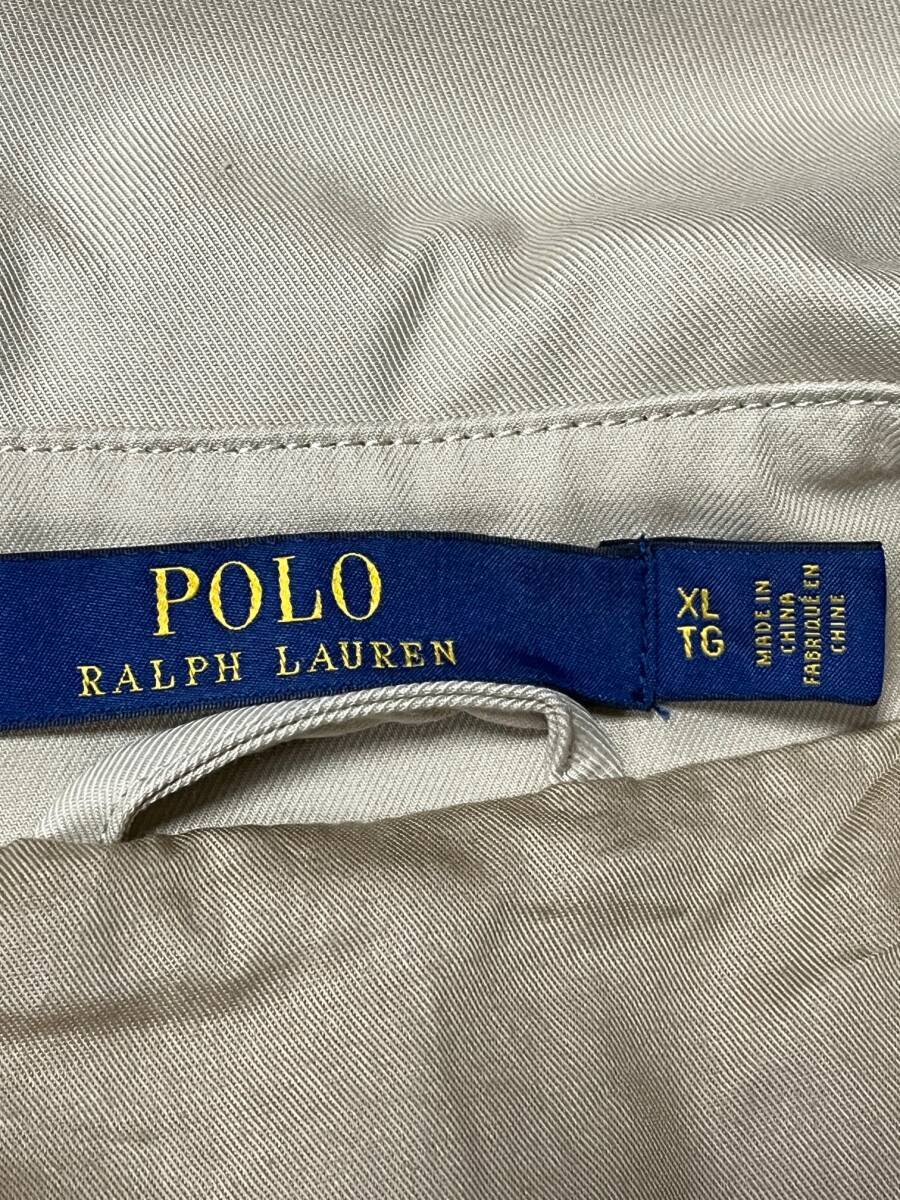 POLO
RALPH LAUREN
XL
TG
MADE IN
CHINA
FABRIQUÉ EN
CHINE